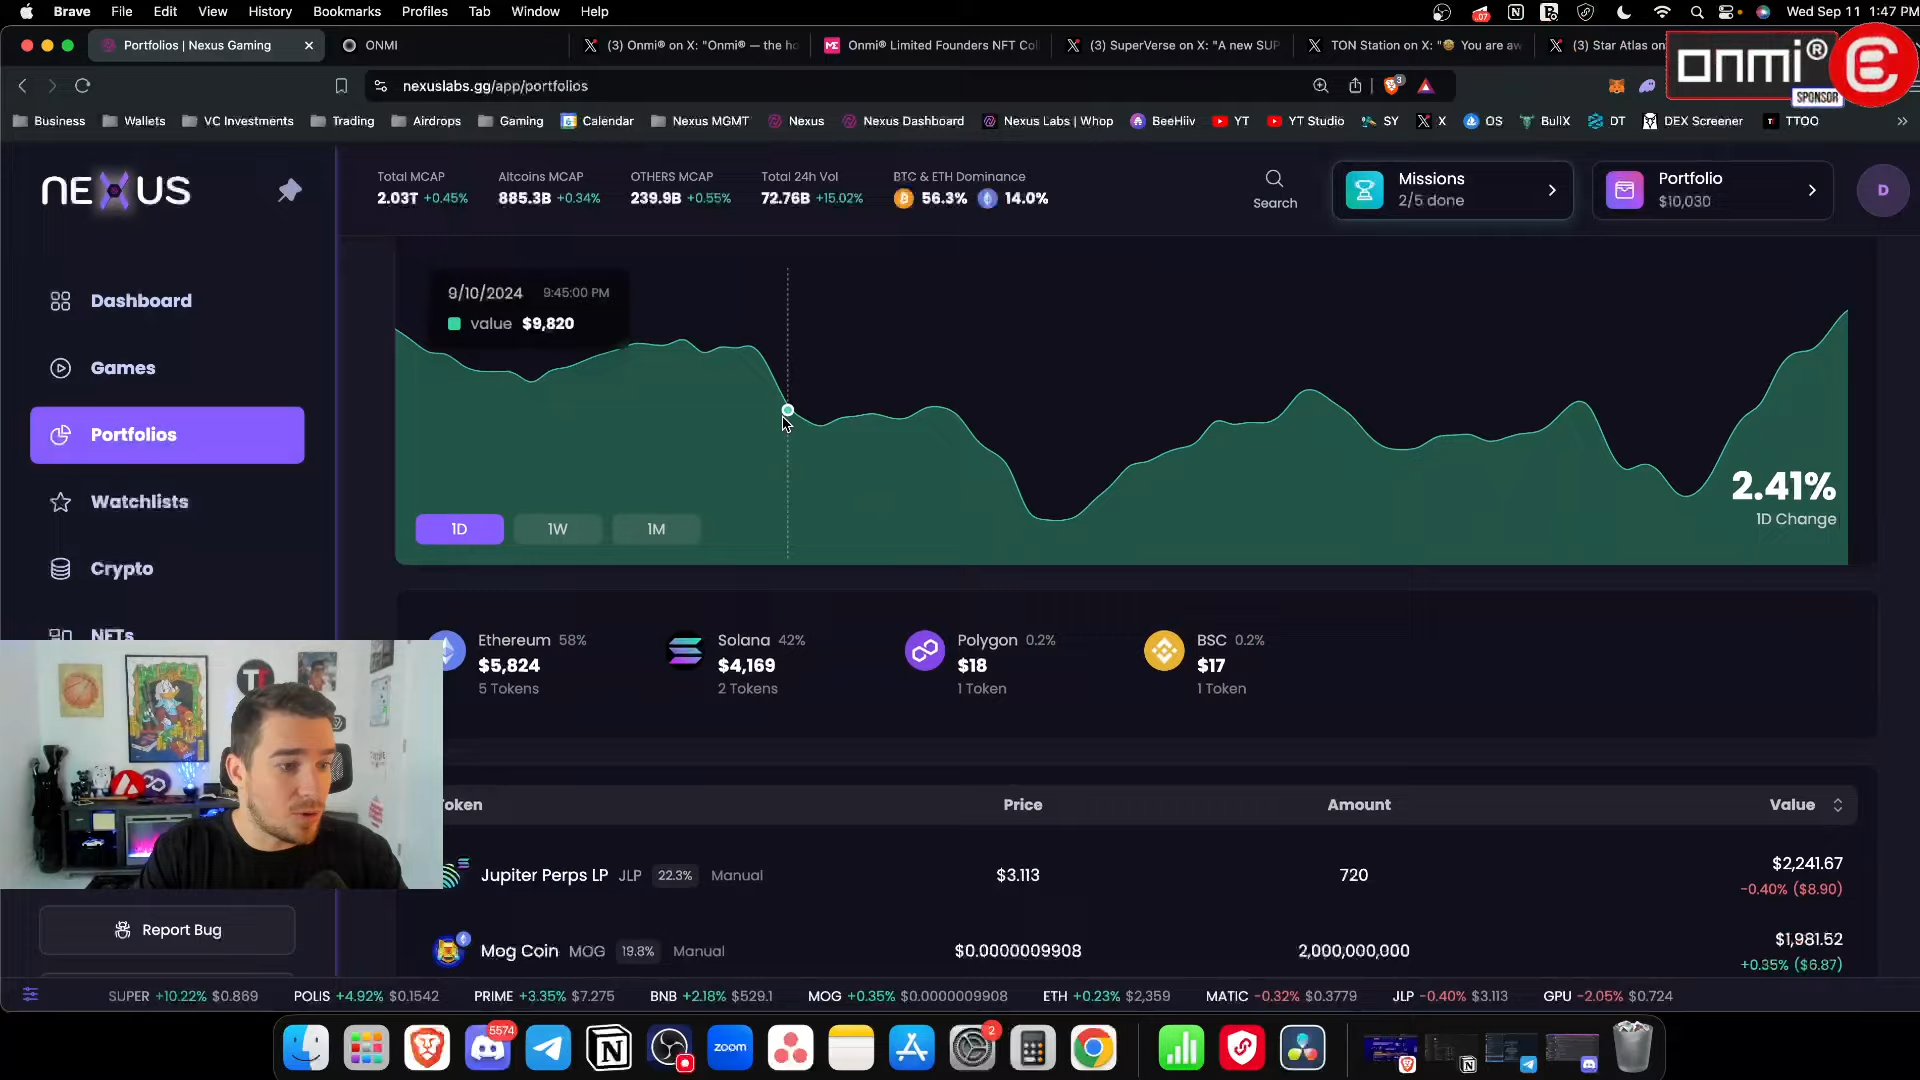 Brave File Edit View History Bookmarks Profiles Tab Window Help
.07
Wed Sep 11 1:47 PM
Portfolios | Nexus Gaming
ONMI
(3) Onmi® on X: "Onmi® — the ho
Onmi® Limited Founders NFT Col
(3) SuperVerse on X: "A new SUP
TON Station on X: "🤩 You are aw
(3) Star Atlas on
onmi®
SPONSOR
nexuslabs.gg/app/portfolios
3
Business Wallets VC Investments Trading Airdrops Gaming Calendar Nexus MGMT Nexus Nexus Dashboard Nexus Labs | Whop BeeHiiv YT YT Studio SY X OS BullX DT DEX Screener TTOO
NEXUS
Total MCAP
2.03T +0.45%
Altcoins MCAP
885.3B +0.34%
OTHERS MCAP
239.9B +0.55%
Total 24h Vol
72.76B +15.02%
BTC & ETH Dominance
56.3% 14.0%
Search
Missions
2/5 done
Portfolio
$10,030
D
Dashboard
Games
Portfolios
Watchlists
Crypto
NFTs
Report Bug
9/10/2024 9:45:00 PM
value $9,820
1D 1W 1M
2.41%
1D Change
Ethereum 58%
$5,824
5 Tokens
Solana 42%
$4,169
2 Tokens
Polygon 0.2%
$18
1 Token
BSC 0.2%
$17
1 Token
oken Price Amount Value
Jupiter Perps LP JLP 22.3% Manual $3.113 720 $2,241.67
-0.40% ($8.90)
Mog Coin MOG 19.8% Manual $0.0000009908 2,000,000,000 $1,981.52
+0.35% ($6.87)
SUPER +10.22% $0.869 POLIS +4.92% $0.1542 PRIME +3.35% $7.275 BNB +2.18% $529.1 MOG +0.35% $0.0000009908 ETH +0.23% $2,359 MATIC -0.32% $0.3779 JLP -0.40% $3.113 GPU -2.05% $0.724
5574
zoom
2